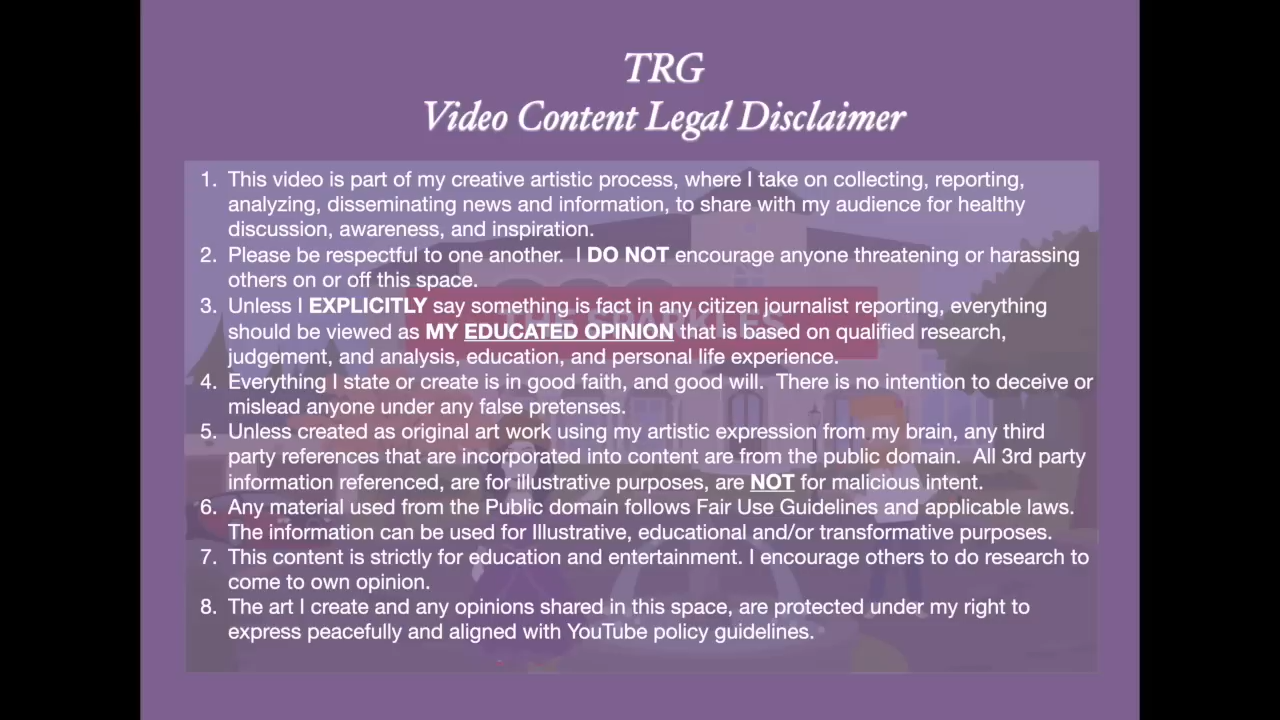 TRG
Video Content Legal Disclaimer
1. This video is part of my creative artistic process, where I take on collecting, reporting,
analyzing, disseminating news and information, to share with my audience for healthy
discussion, awareness, and inspiration.
2. Please be respectful to one another.  I DO NOT encourage anyone threatening or harassing
others on or off this space.
3. Unless I EXPLICITLY say something is fact in any citizen journalist reporting, everything
should be viewed as MY EDUCATED OPINION that is based on qualified research,
judgement, and analysis, education, and personal life experience.
4. Everything I state or create is in good faith, and good will.  There is no intention to deceive or
mislead anyone under any false pretenses.
5. Unless created as original art work using my artistic expression from my brain, any third
party references that are incorporated into content are from the public domain.  All 3rd party
information referenced, are for illustrative purposes, are NOT for malicious intent.
6. Any material used from the Public domain follows Fair Use Guidelines and applicable laws.
The information can be used for Illustrative, educational and/or transformative purposes.
7. This content is strictly for education and entertainment. I encourage others to do research to
come to own opinion.
8. The art I create and any opinions shared in this space, are protected under my right to
express peacefully and aligned with YouTube policy guidelines.